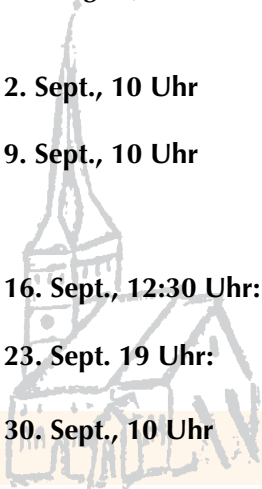 2. Sept., 10 Uhr
9. Sept., 10 Uhr
16. Sept., 12:30 Uhr:
23. Sept. 19 Uhr:
30. Sept., 10 Uhr